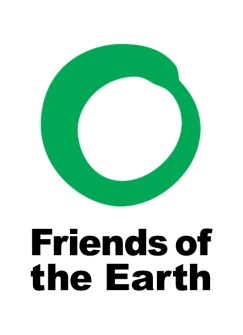 Friends of
the Earth